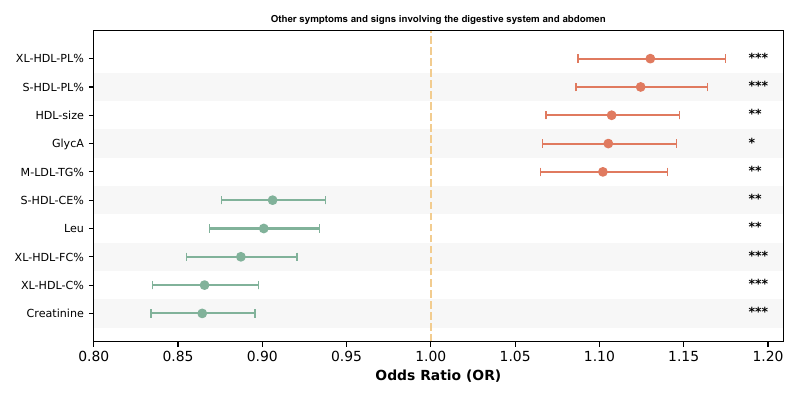 Other symptoms and signs involving the digestive system and abdomen
XL-HDL-PL% ***
S-HDL-PL% ***
HDL-size **
GlycA *
M-LDL-TG% **
S-HDL-CE% **
Leu **
XL-HDL-FC% ***
XL-HDL-C% ***
Creatinine ***
0.80 0.85 0.90 0.95 1.00 1.05 1.10 1.15 1.20
Odds Ratio (OR)